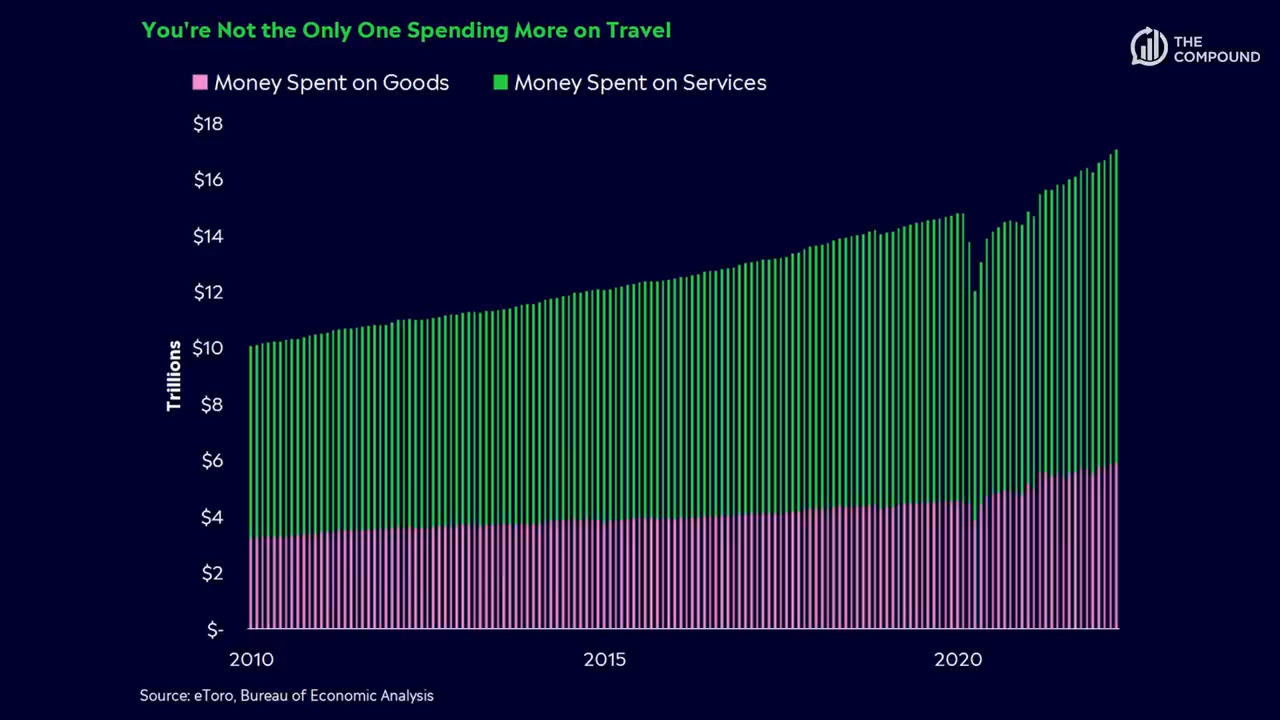 You're Not the Only One Spending More on Travel
THE
COMPOUND
Money Spent on Goods
Money Spent on Services
$18
$16
$14
$12
$10
$8
$6
$4
$2
$-
Trillions
2010
2015
2020
Source: eToro, Bureau of Economic Analysis